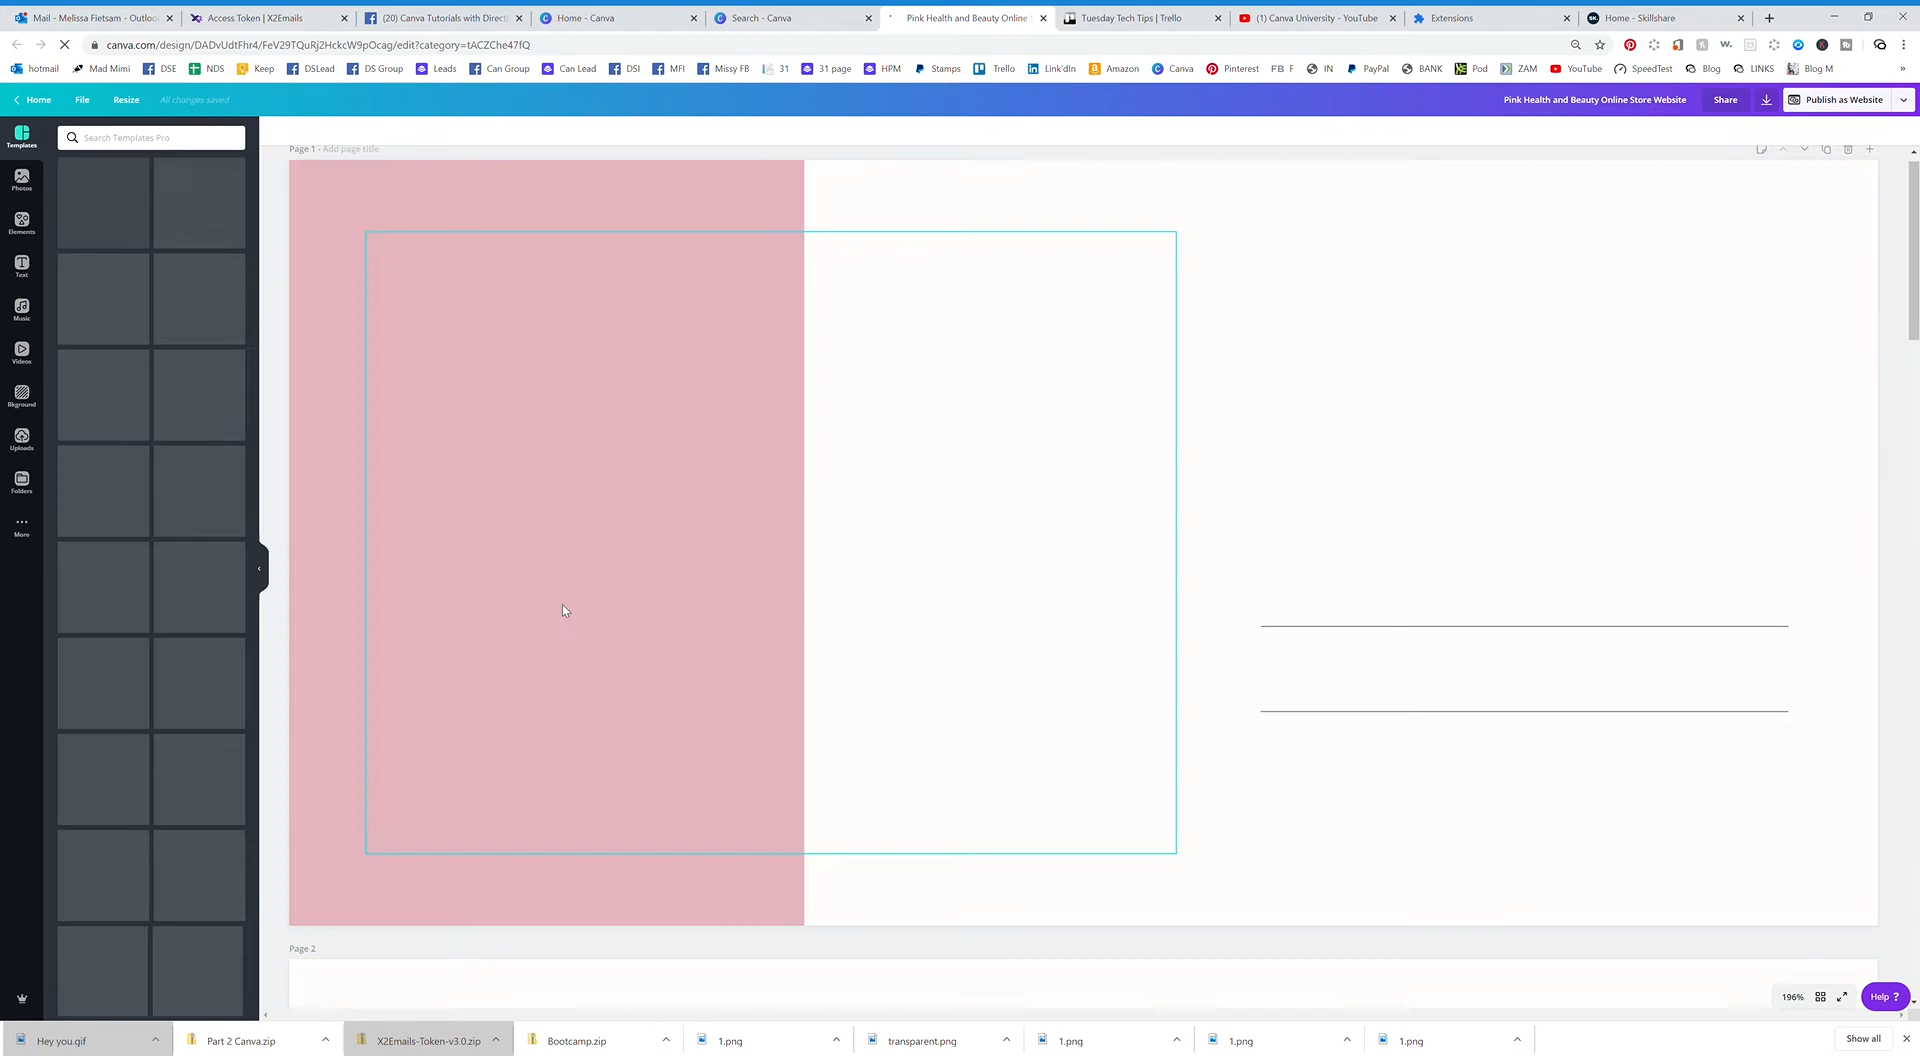 Mail - Melissa Fietsam - Outloo
Access Token | X2Emails
(20) Canva Tutorials with Direct
Home - Canva
Search - Canva
Pink Health and Beauty Online
Tuesday Tech Tips | Trello
(1) Canva University - YouTube
Extensions
Home - Skillshare
canva.com/design/DADvUdtFhr4/FeV29TQuRj2HckcW9pOcag/edit?category=tACZChe47fQ
hotmail
Mad Mimi
DSE
NDS
Keep
DSLead
DS Group
Leads
Can Group
Can Lead
DSI
MFI
Missy FB
31
31 page
HPM
Stamps
Trello
Link'dIn
Amazon
Canva
Pinterest
FB F
IN
PayPal
BANK
Pod
ZAM
YouTube
SpeedTest
Blog
LINKS
Blog M
Home
File
Resize
All changes saved
Pink Health and Beauty Online Store Website
Share
Publish as Website
Templates
Search Templates Pro
Page 1 - Add page title
Photos
Elements
Text
Music
Videos
Bkground
Uploads
Folders
More
Page 2
196%
Help ?
Hey you.gif
Part 2 Canva.zip
X2Emails-Token-v3.0.zip
Bootcamp.zip
1.png
transparent.png
1.png
1.png
1.png
Show all